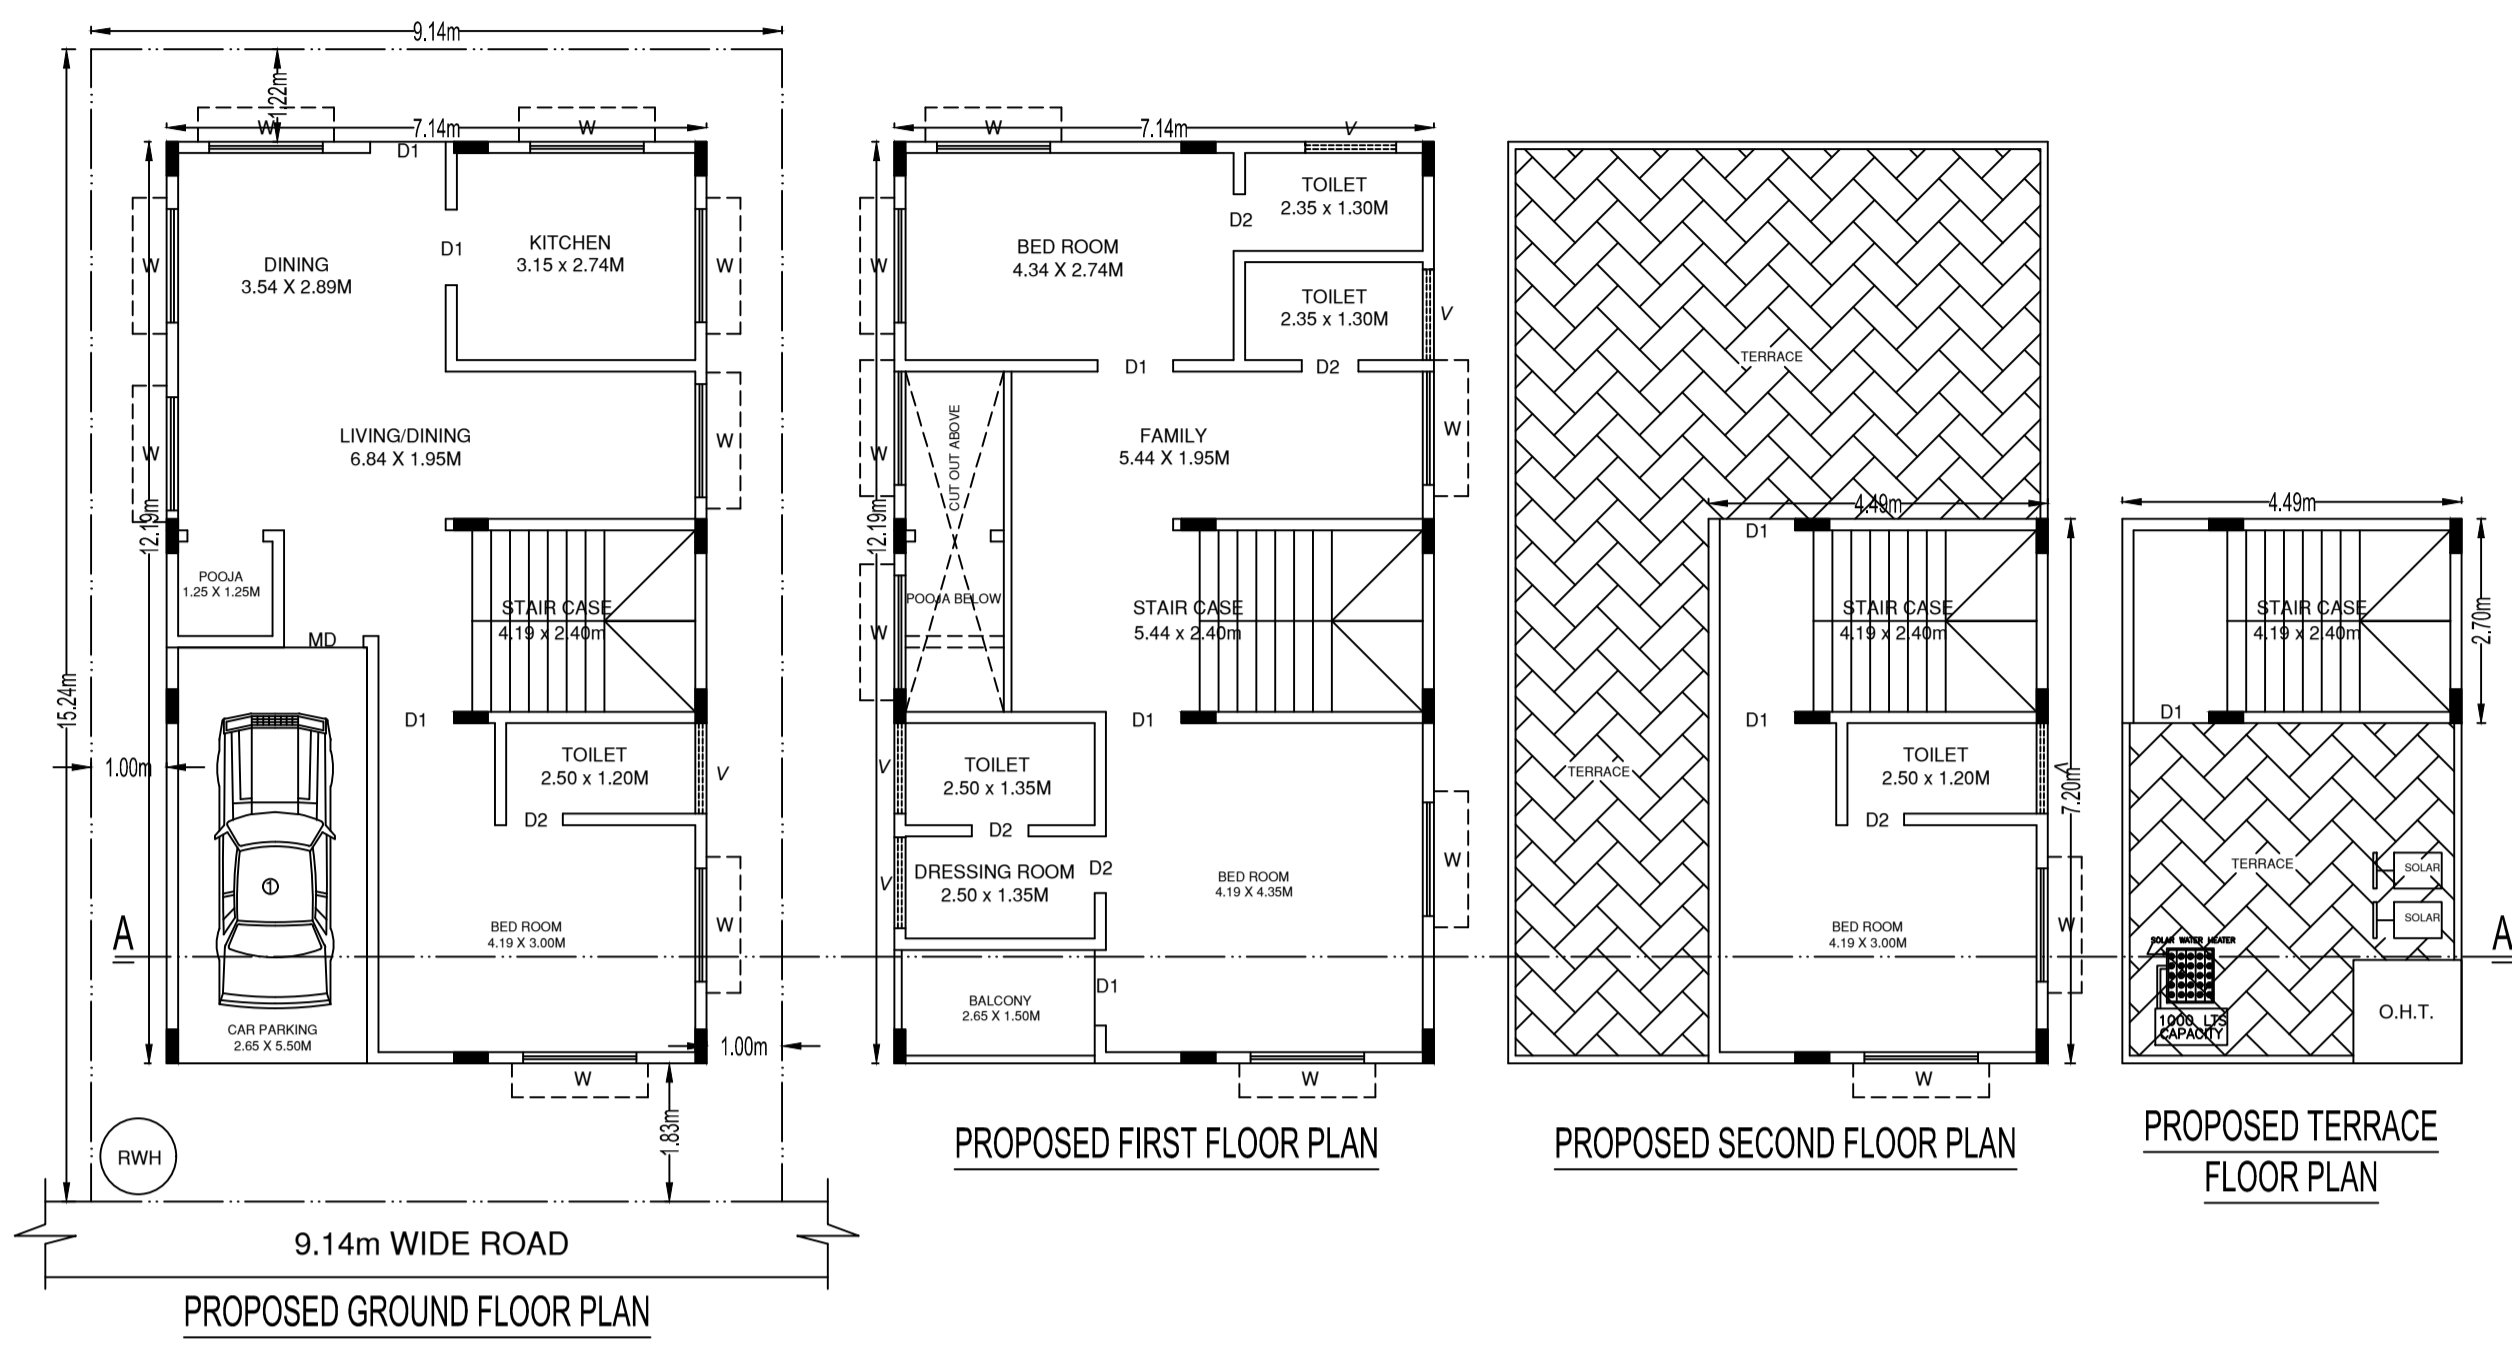 9.14m
1.22m
7.14m
W
W
D1
D1
KITCHEN
3.15 x 2.74M
DINING
3.54 X 2.89M
W
W
LIVING/DINING
6.84 X 1.95M
W
W
12.19m
15.24m
POOJA
1.25 X 1.25M
MD
STAIR CASE
4.19 x 2.40m
D1
TOILET
2.50 x 1.20M
V
D2
1.00m
1
BED ROOM
4.19 X 3.00M
W
A
CAR PARKING
2.65 X 5.50M
1.00m
W
1.83m
RWH
9.14m WIDE ROAD
PROPOSED GROUND FLOOR PLAN
7.14m
W
V
TOILET
2.35 x 1.30M
D2
BED ROOM
4.34 X 2.74M
W
TOILET
2.35 x 1.30M
V
D1
D2
CUT OUT ABOVE
FAMILY
5.44 X 1.95M
W
W
12.19m
POOJA BELOW
W
STAIR CASE
5.44 x 2.40m
D1
TOILET
2.50 x 1.35M
V
D2
DRESSING ROOM
2.50 x 1.35M
D2
V
BED ROOM
4.19 X 4.35M
W
BALCONY
2.65 X 1.50M
D1
W
PROPOSED FIRST FLOOR PLAN
TERRACE
4.49m
D1
STAIR CASE
4.19 x 2.40m
D1
TERRACE
TOILET
2.50 x 1.20M
V
7.20m
D2
BED ROOM
4.19 X 3.00M
W
W
PROPOSED SECOND FLOOR PLAN
4.49m
STAIR CASE
4.19 x 2.40m
2.70m
D1
TERRACE
SOLAR
SOLAR
SOLAR WATER HEATER
A
1000 LTS
CAPACITY
O.H.T.
PROPOSED TERRACE
FLOOR PLAN